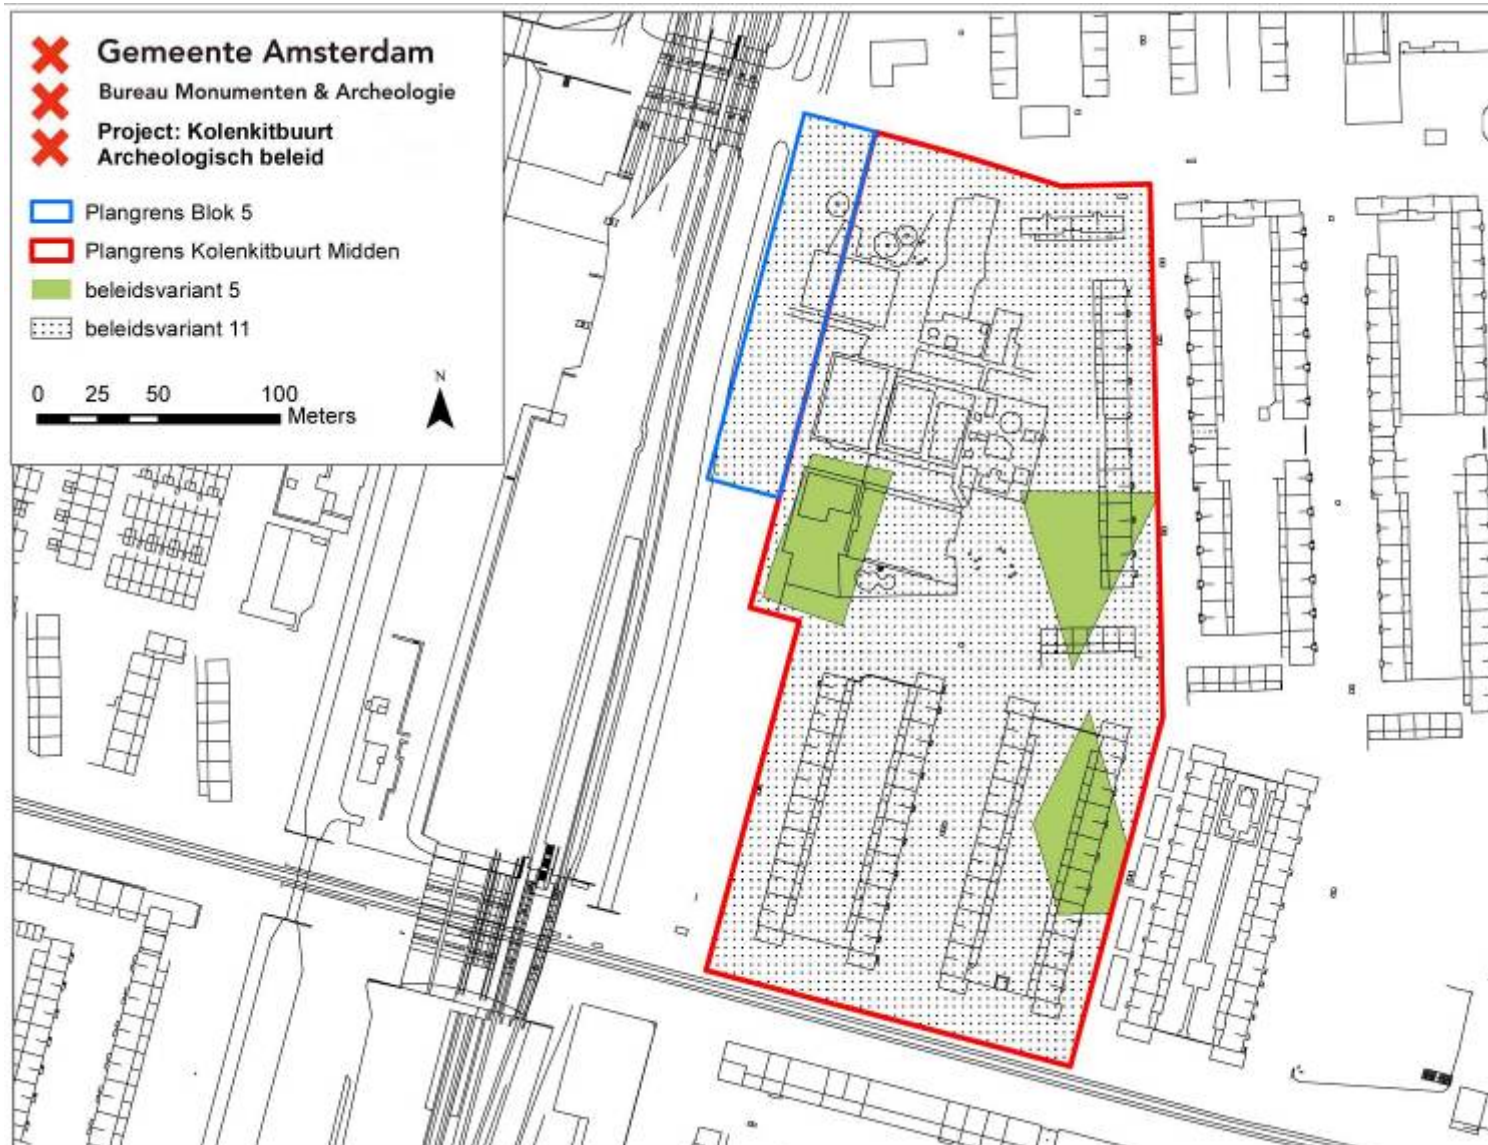 Gemeente Amsterdam
Bureau Monumenten & Archeologie
Project: Kolenkitbuurt
Archeologisch beleid
Plangrens Blok 5
Plangrens Kolenkitbuurt Midden
beleidsvariant 5
beleidsvariant 11
0 25 50 100
Meters
N